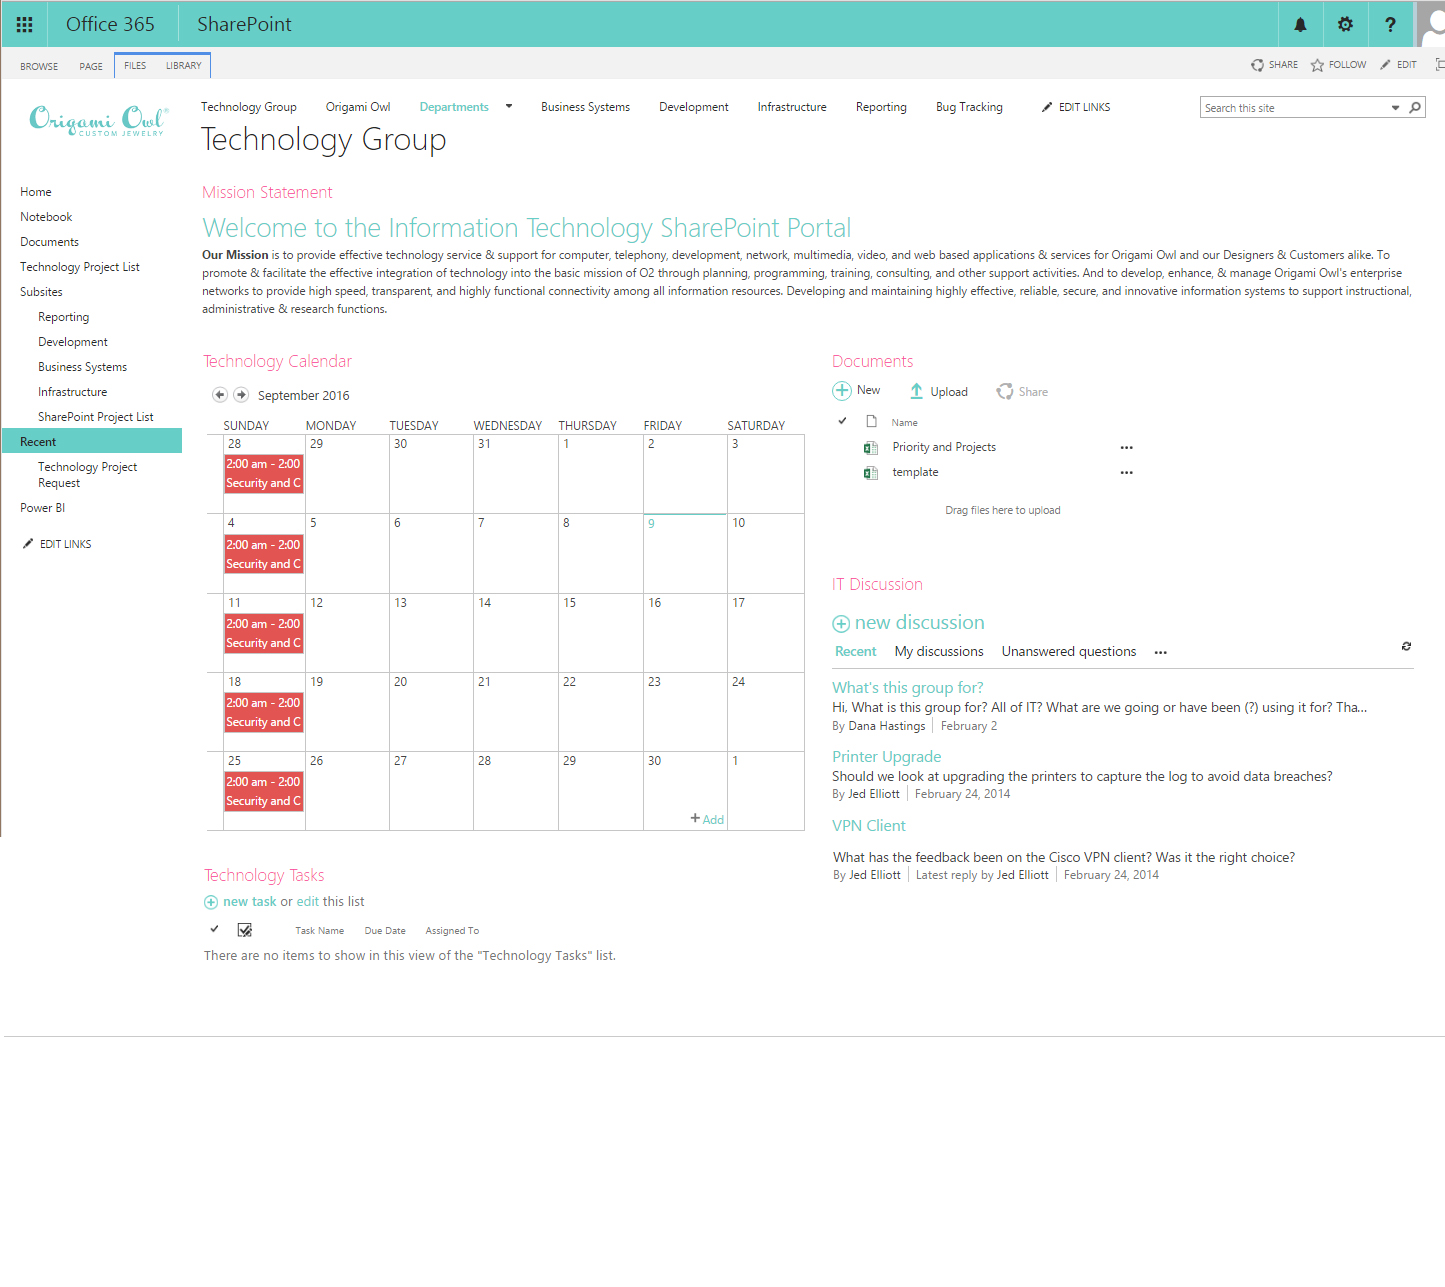 Office 365 SharePoint ?
BROWSE PAGE FILES LIBRARY SHARE FOLLOW EDIT
Origami Owl®
CUSTOM JEWELRY
Technology Group Origami Owl Departments Business Systems Development Infrastructure Reporting Bug Tracking EDIT LINKS
Search this site
Technology Group
Home
Notebook
Documents
Technology Project List
Subsites
Reporting
Development
Business Systems
Infrastructure
SharePoint Project List
Recent
Technology Project
Request
Power BI
EDIT LINKS
Mission Statement
Welcome to the Information Technology SharePoint Portal
Our Mission is to provide effective technology service & support for computer, telephony, development, network, multimedia, video, and web based applications & services for Origami Owl and our Designers & Customers alike. To
promote & facilitate the effective integration of technology into the basic mission of O2 through planning, programming, training, consulting, and other support activities. And to develop, enhance, & manage Origami Owl's enterprise
networks to provide high speed, transparent, and highly functional connectivity among all information resources. Developing and maintaining highly effective, reliable, secure, and innovative information systems to support instructional,
administrative & research functions.
Technology Calendar
September 2016
SUNDAY MONDAY TUESDAY WEDNESDAY THURSDAY FRIDAY SATURDAY
28 29 30 31 1 2 3
2:00 am - 2:00
Security and C
4 5 6 7 8 9 10
2:00 am - 2:00
Security and C
11 12 13 14 15 16 17
2:00 am - 2:00
Security and C
18 19 20 21 22 23 24
2:00 am - 2:00
Security and C
25 26 27 28 29 30 1
2:00 am - 2:00
Security and C
+ Add
Technology Tasks
new task or edit this list
Task Name Due Date Assigned To
There are no items to show in this view of the "Technology Tasks" list.
Documents
New Upload Share
Name
Priority and Projects ...
template ...
Drag files here to upload
IT Discussion
new discussion
Recent My discussions Unanswered questions ...
What's this group for?
Hi, What is this group for? All of IT? What are we going or have been (?) using it for? Tha...
By Dana Hastings | February 2
Printer Upgrade
Should we look at upgrading the printers to capture the log to avoid data breaches?
By Jed Elliott | February 24, 2014
VPN Client
What has the feedback been on the Cisco VPN client? Was it the right choice?
By Jed Elliott | Latest reply by Jed Elliott | February 24, 2014